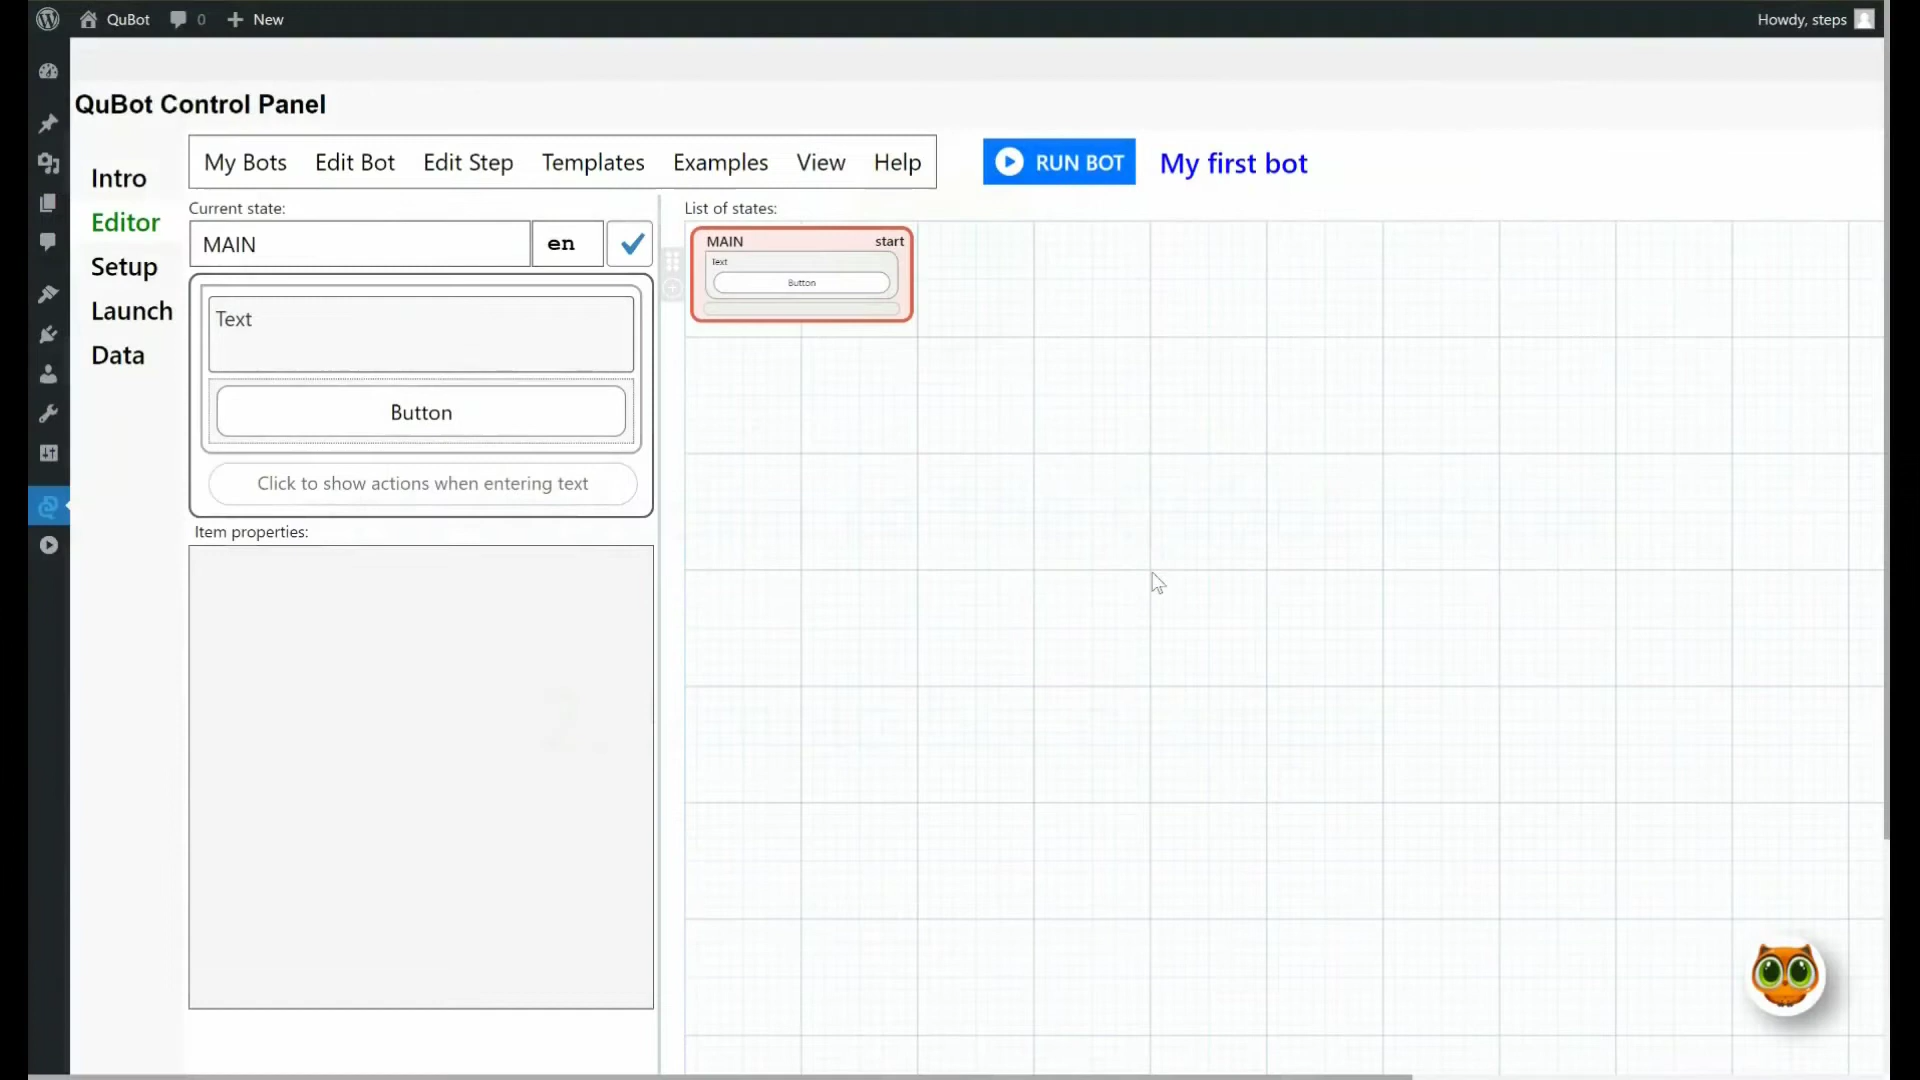 QuBot 0 New Howdy, steps
QuBot Control Panel
My Bots Edit Bot Edit Step Templates Examples View Help RUN BOT My first bot
Intro
Editor
Setup
Launch
Data
Current state:
MAIN en
Text
Button
Click to show actions when entering text
Item properties:
List of states:
MAIN start
Text
Button